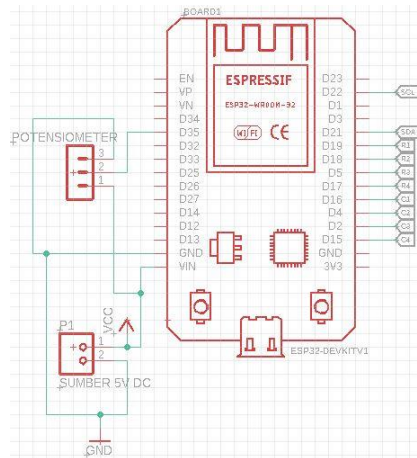 BOARD1
EN
VP
VN
D34
D35
D32
D33
D25
D26
D27
D14
D12
D13
GND
VIN
ESPRESSIF
ESP32-WROOM-32
WI FI CE
D23
D22
D1
D3
D21
D19
D18
D5
D17
D16
D4
D2
D15
GND
3V3
SCL
SDA
R1
R2
R3
R4
C1
C2
C3
C4
POTENSIOMETER
3
2
1
P1
VCC
1
2
SUMBER 5V DC
ESP32-DEVKITV1
GND